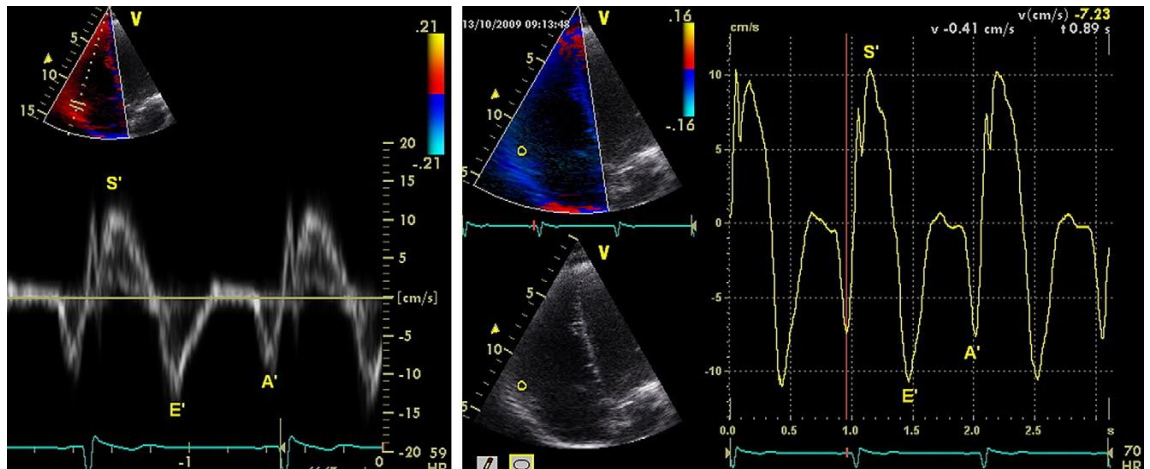 V
.21
-.21
5
10
15
20
15
10
5
[cm/s]
-5
-10
-15
-20
S'
E'
A'
-1
0
59
HR
13/10/2009 09:13:48
V
.16
-.16
5
10
V
5
10
v(cm/s) -7.23
v -0.41 cm/s t 0.89 s
cm/s
10
5
0
-5
-10
S'
E'
A'
0.0 0.5 1.0 1.5 2.0 2.5 s
70
HR